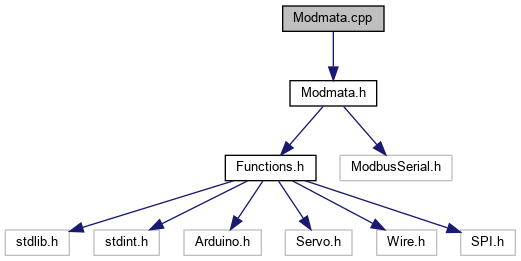 Modmata.cpp
Modmata.h
Functions.h
ModbusSerial.h
stdlib.h
stdint.h
Arduino.h
Servo.h
Wire.h
SPI.h